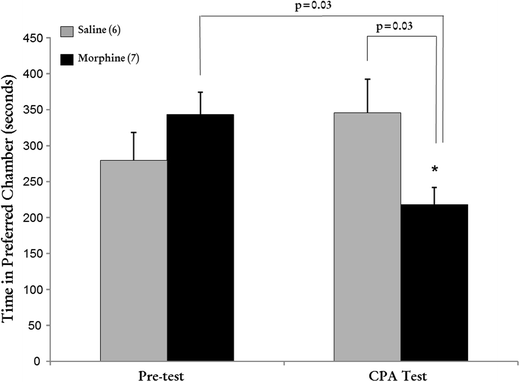 p=0.03
Saline (6)
p=0.03
Morphine (7)
Time in Preferred Chamber (seconds)
450
400
350
300
250
200
150
100
50
0
*
Pre-test
CPA Test